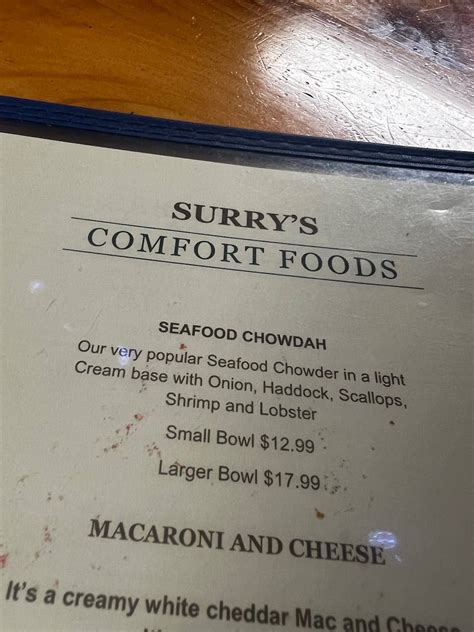 SURRY'S
COMFORT FOODS
SEAFOOD CHOWDAH
Our very popular Seafood Chowder in a light
Cream base with Onion, Haddock, Scallops,
Shrimp and Lobster
Small Bowl $12.99
Larger Bowl $17.99
MACARONI AND CHEESE
It's a creamy white cheddar Mac and Cheese